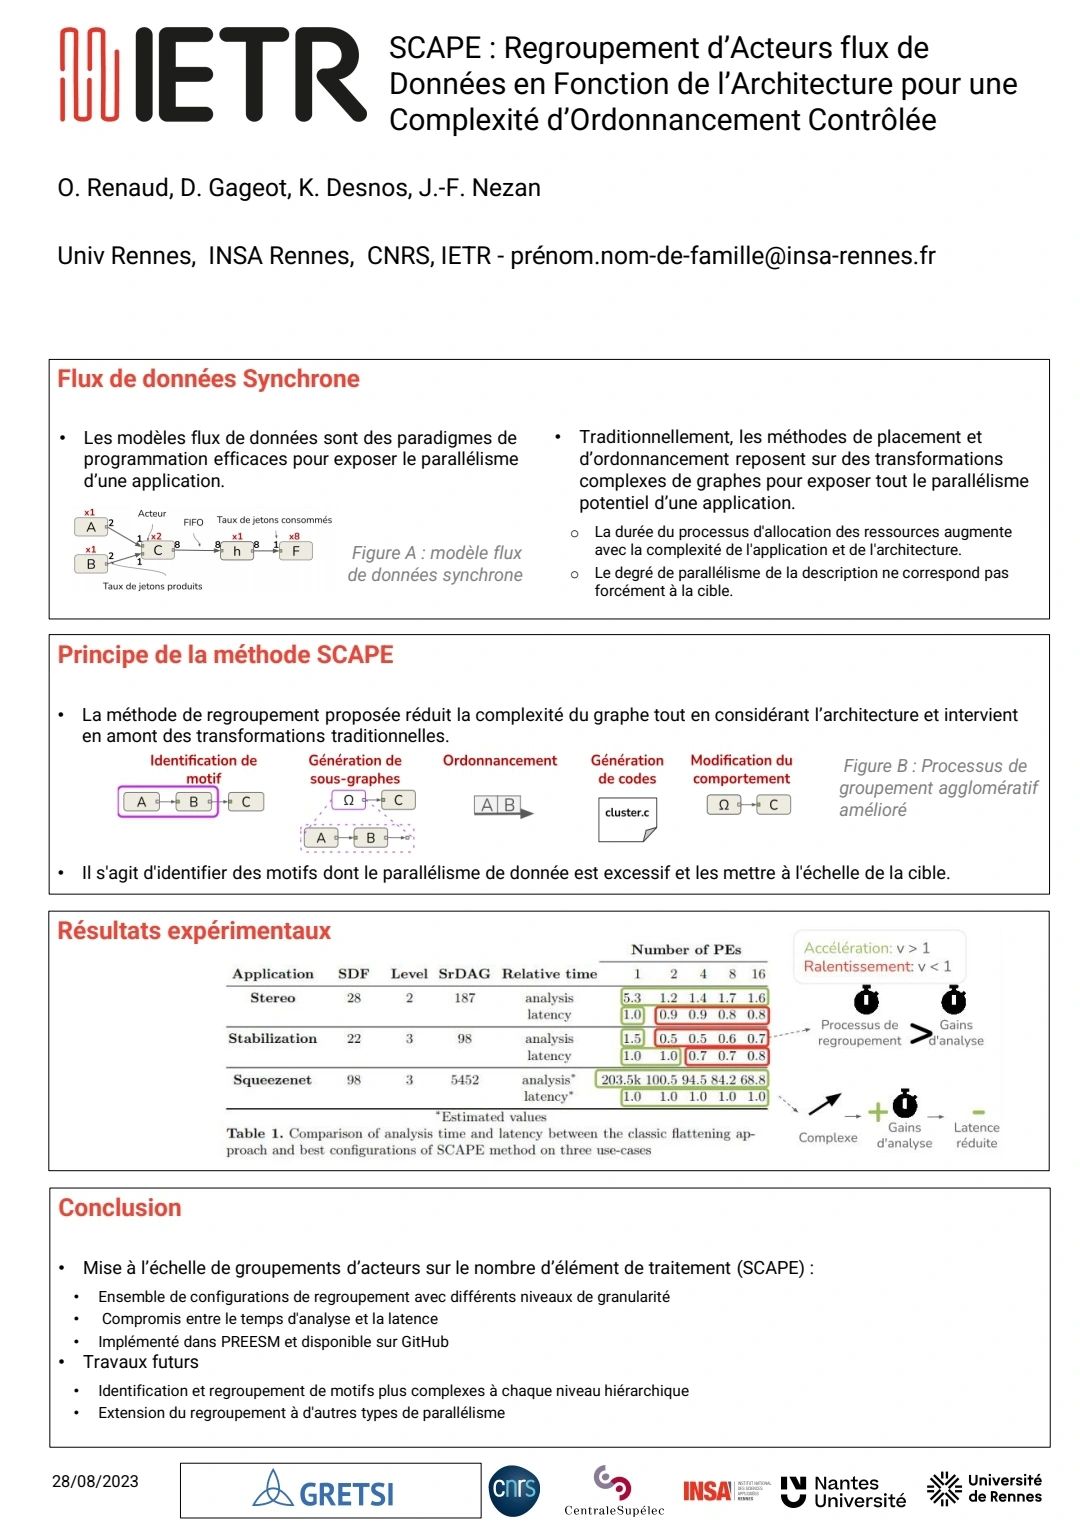 IETR
SCAPE : Regroupement d’Acteurs flux de
Données en Fonction de l’Architecture pour une
Complexité d’Ordonnancement Contrôlée
O. Renaud, D. Gageot, K. Desnos, J.-F. Nezan
Univ Rennes, INSA Rennes, CNRS, IETR - prénom.nom-de-famille@insa-rennes.fr
Flux de données Synchrone
• Les modèles flux de données sont des paradigmes de
programmation efficaces pour exposer le parallélisme
d’une application.
x1 Acteur
A 2 FIFO Taux de jetons consommés
1 x2 x1 x8
C 8 8 h 8 1 F
x1
B 2 1
Taux de jetons produits
Figure A : modèle flux
de données synchrone
• Traditionnellement, les méthodes de placement et
d’ordonnancement reposent sur des transformations
complexes de graphes pour exposer tout le parallélisme
potentiel d’une application.
o La durée du processus d'allocation des ressources augmente
avec la complexité de l'application et de l'architecture.
o Le degré de parallélisme de la description ne correspond pas
forcément à la cible.
Principe de la méthode SCAPE
• La méthode de regroupement proposée réduit la complexité du graphe tout en considérant l’architecture et intervient
en amont des transformations traditionnelles.
Identification de
motif
A B C
Génération de
sous-graphes
Ω C
A B
Ordonnancement
A B
Génération
de codes
cluster.c
Modification du
comportement
Ω C
Figure B : Processus de
groupement agglomératif
amélioré
• Il s'agit d'identifier des motifs dont le parallélisme de donnée est excessif et les mettre à l'échelle de la cible.
Résultats expérimentaux
Number of PEs
Application SDF Level SrDAG Relative time 1 2 4 8 16
Stereo 28 2 187 analysis 5.3 1.2 1.4 1.7 1.6
latency 1.0 0.9 0.9 0.8 0.8
Stabilization 22 3 98 analysis 1.5 0.5 0.5 0.6 0.7
latency 1.0 1.0 0.7 0.7 0.8
Squeezenet 98 3 5452 analysis* 203.5k 100.5 94.5 84.2 68.8
latency* 1.0 1.0 1.0 1.0 1.0
*Estimated values
Table 1. Comparison of analysis time and latency between the classic flattening ap-
proach and best configurations of SCAPE method on three use-cases
Accélération: v > 1
Ralentissement: v < 1
Processus de
regroupement
>
Gains
d'analyse
Complexe
+
Gains
d'analyse
-
Latence
réduite
Conclusion
• Mise à l’échelle de groupements d’acteurs sur le nombre d’élément de traitement (SCAPE) :
• Ensemble de configurations de regroupement avec différents niveaux de granularité
• Compromis entre le temps d'analyse et la latence
• Implémenté dans PREESM et disponible sur GitHub
• Travaux futurs
• Identification et regroupement de motifs plus complexes à chaque niveau hiérarchique
• Extension du regroupement à d'autres types de parallélisme
28/08/2023
GRETSI
cnrs
CentraleSupélec
INSA
INSTITUT NATIONAL
DES SCIENCES
APPLIQUÉES
RENNES
Nantes
Université
Université
de Rennes